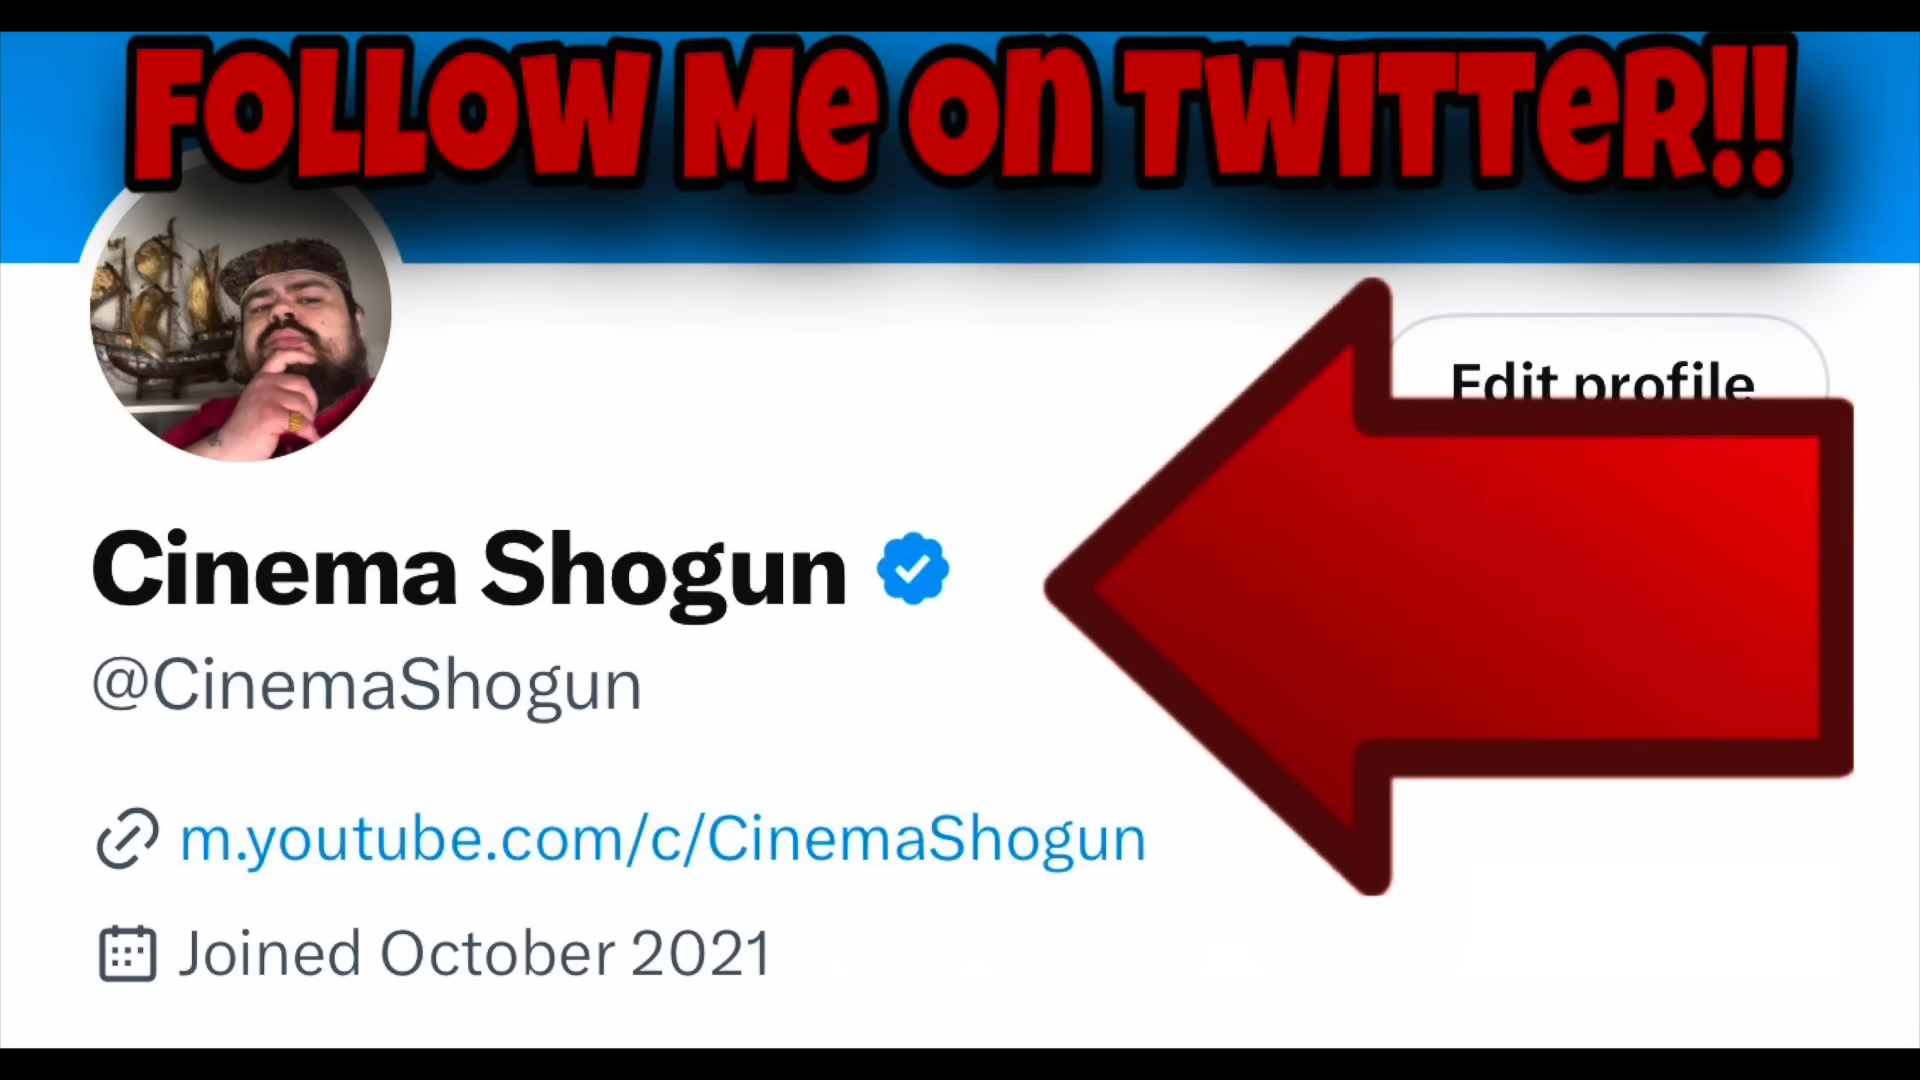 FOLLOW Me On TWITTeR!!
Edit profile
Cinema Shogun
@CinemaShogun
m.youtube.com/c/CinemaShogun
Joined October 2021